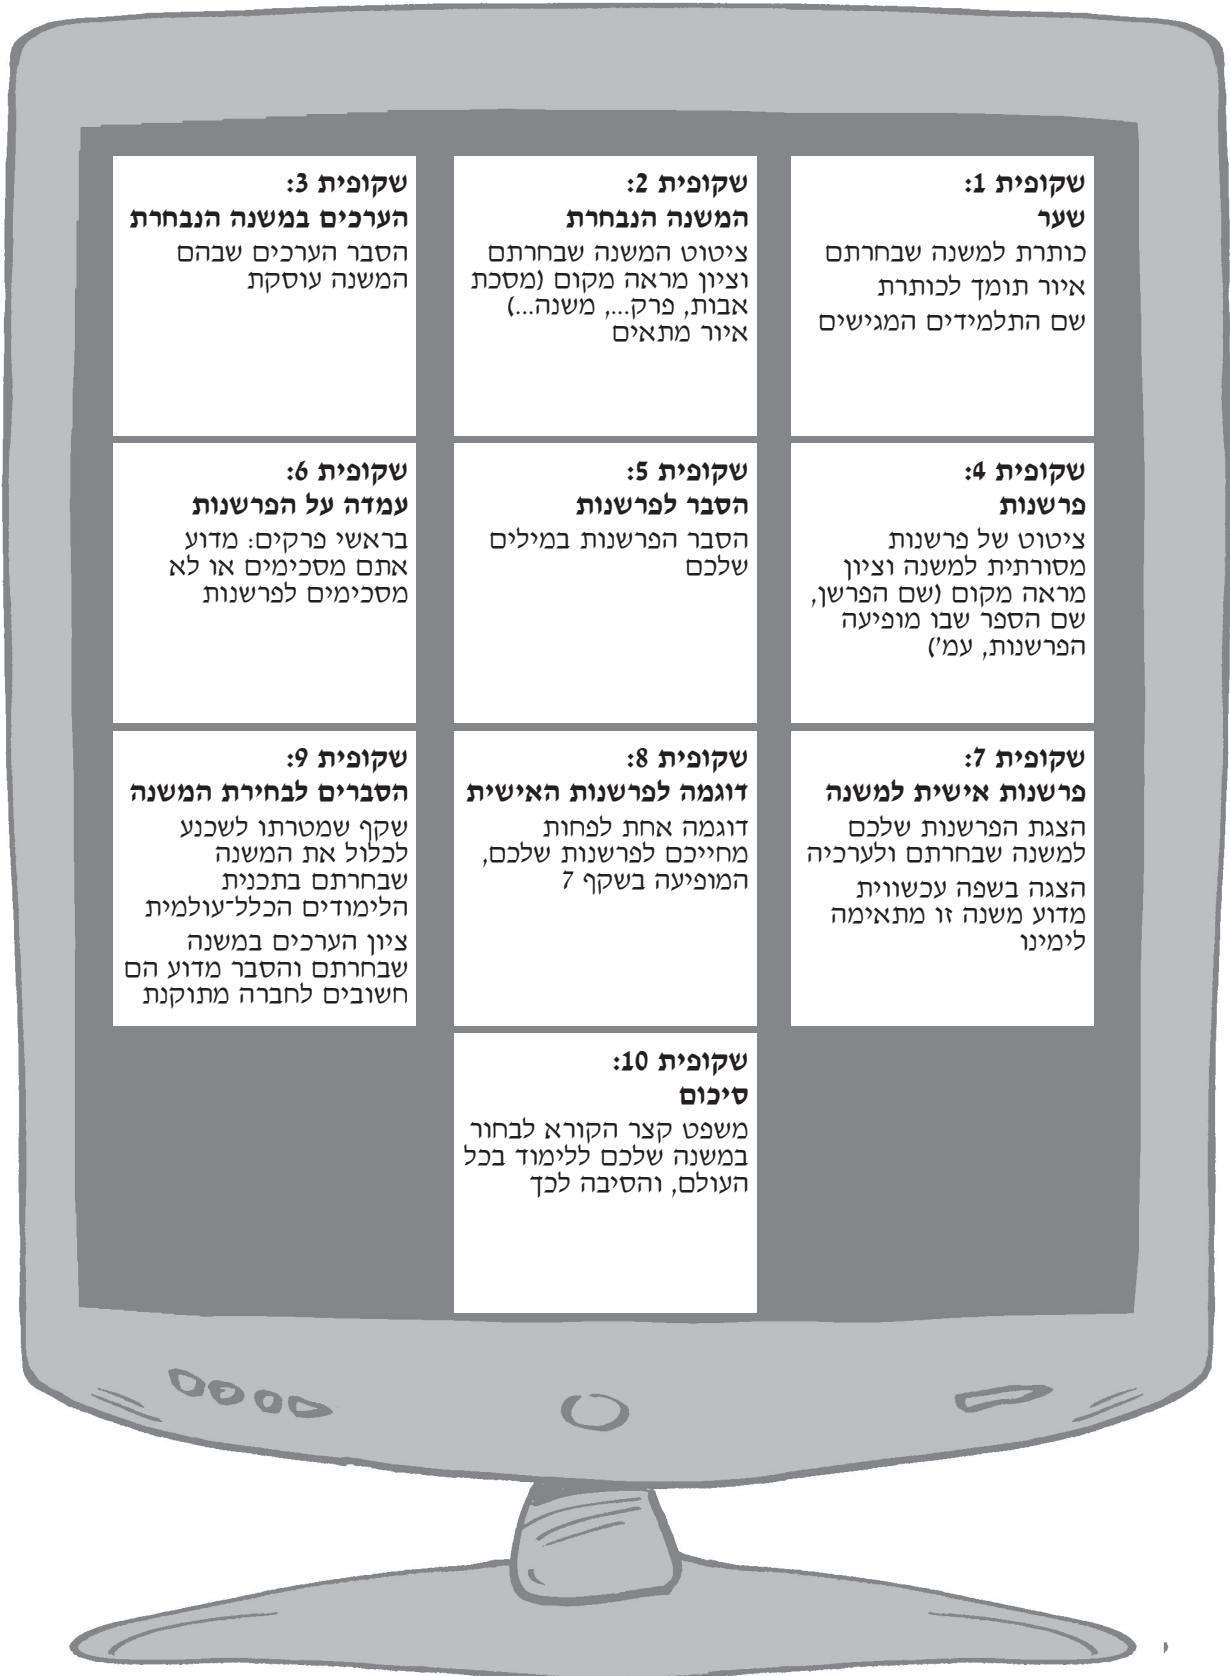 שקופית 1:
שער
כותרת למשנה שבחרתם
איור תומך לכותרת
שם התלמידים המגישים
שקופית 2:
המשנה הנבחרת
ציטוט המשנה שבחרתם
וציון מראה מקום (מסכת
אבות, פרק..., משנה...)
איור מתאים
שקופית 3:
הערכים במשנה הנבחרת
הסבר הערכים שבהם
המשנה עוסקת
שקופית 4:
פרשנות
ציטוט של פרשנות
מסורתית למשנה וציון
מראה מקום (שם הפרשן,
שם הספר שבו מופיעה
הפרשנות, עמ')
שקופית 5:
הסבר לפרשנות
הסבר הפרשנות במילים
שלכם
שקופית 6:
עמדה על הפרשנות
בראשי פרקים: מדוע
אתם מסכימים או לא
מסכימים לפרשנות
שקופית 7:
פרשנות אישית למשנה
הצגת הפרשנות שלכם
למשנה שבחרתם ולערכיה
הצגה בשפה עכשווית
מדוע משנה זו מתאימה
לימינו
שקופית 8:
דוגמה לפרשנות האישית
דוגמה אחת לפחות
מחייכם לפרשנות שלכם,
המופיעה בשקף 7
שקופית 9:
הסברים לבחירת המשנה
שקף שמטרתו לשכנע
לכלול את המשנה
שבחרתם בתכנית
הלימודים הכלל־עולמית
ציון הערכים במשנה
שבחרתם והסבר מדוע הם
חשובים לחברה מתוקנת
שקופית 10:
סיכום
משפט קצר הקורא לבחור
במשנה שלכם ללימוד בכל
העולם, והסיבה לכך